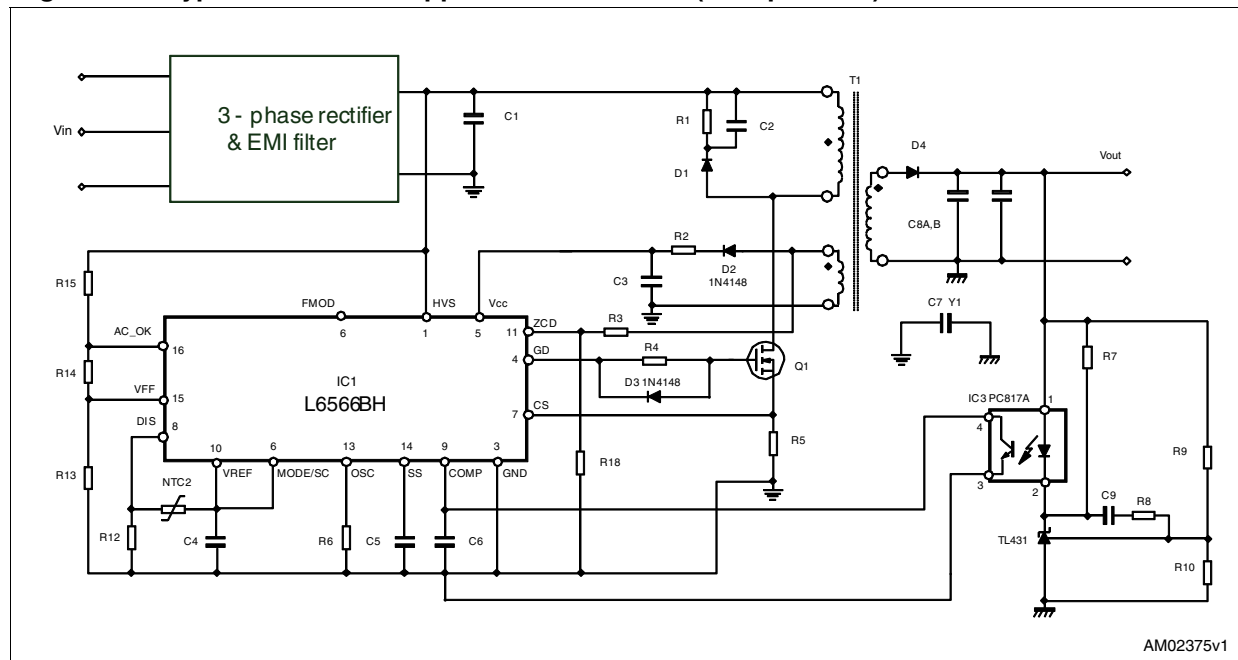 3 - phase rectifier
& EMI filter
Vin
C1
R1
C2
D1
T1
D4
Vout
C8A,B
R2
D2
1N4148
C3
R15
FMOD
HVS
Vcc
6
1
5
ZCD
11
R3
C7 Y1
AC_OK
16
GD
4
R4
Q1
R7
R14
IC1
L6566BH
D3 1N4148
VFF
15
CS
7
IC3 PC817A
1
4
DIS
8
R5
R9
10
6
13
14
9
3
R13
VREF
MODE/SC
OSC
SS
COMP
GND
R18
3
2
NTC2
C9
R8
R12
C4
R6
C5
C6
TL431
R10
AM02375v1